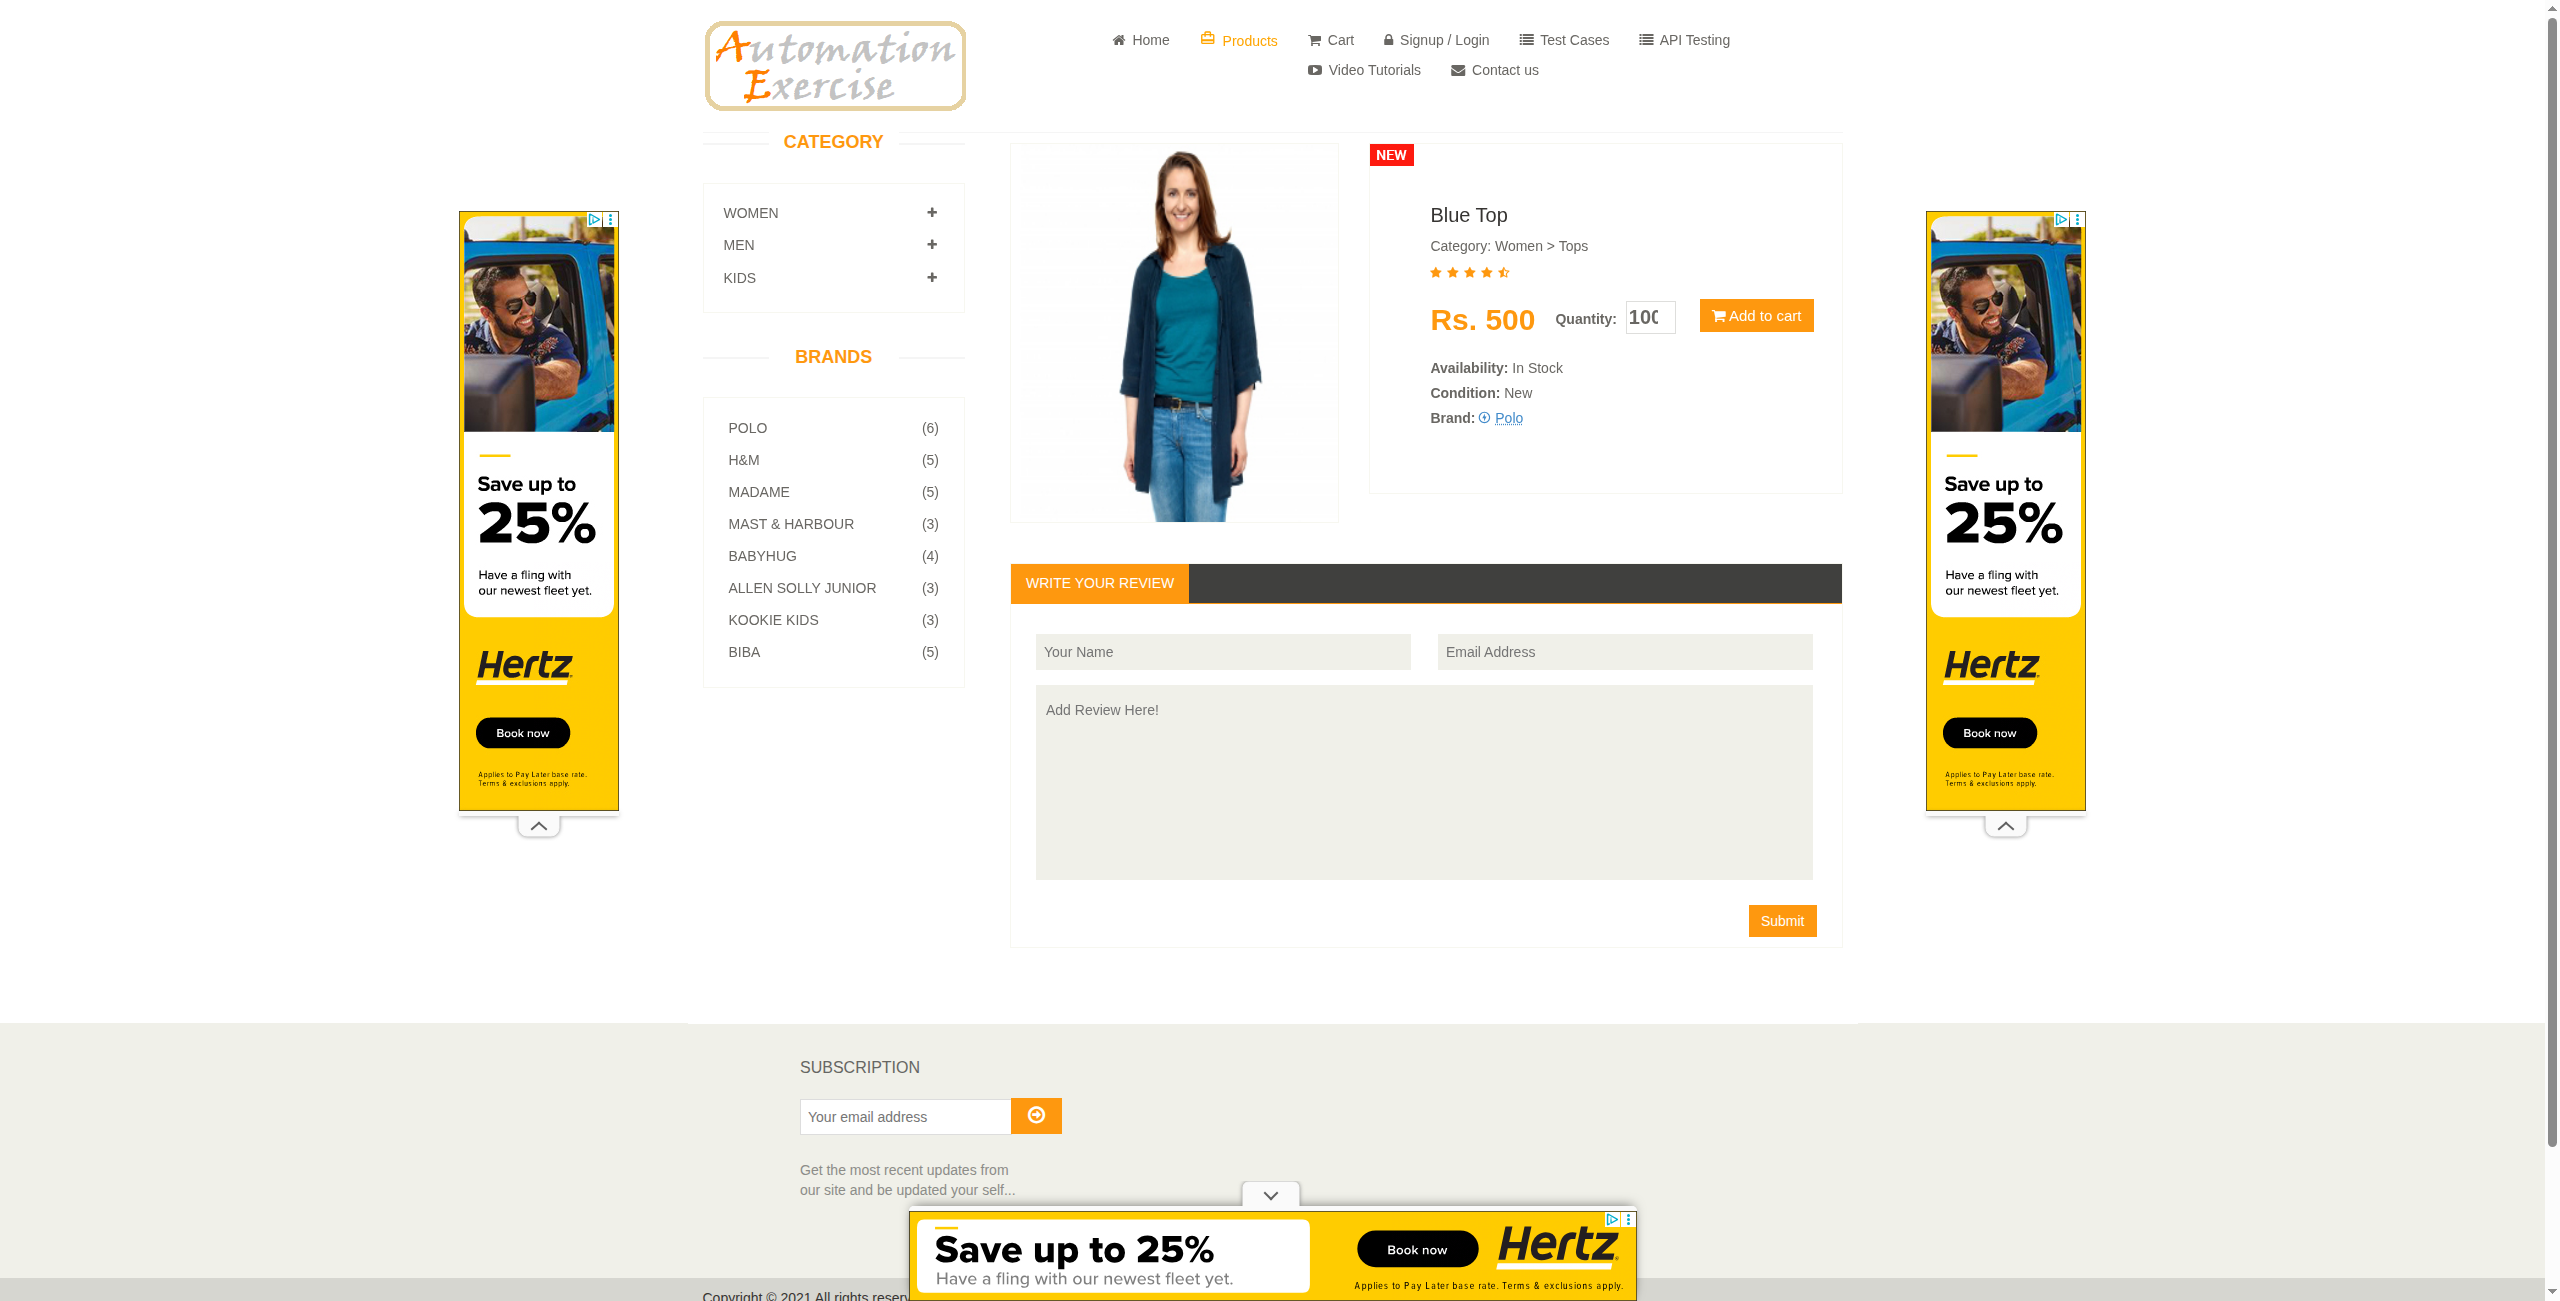 Automation
Exercise
Home
Products
Cart
Signup / Login
Test Cases
API Testing
Video Tutorials
Contact us
CATEGORY
WOMEN
MEN
KIDS
BRANDS
POLO (6)
H&M (5)
MADAME (5)
MAST & HARBOUR (3)
BABYHUG (4)
ALLEN SOLLY JUNIOR (3)
KOOKIE KIDS (3)
BIBA (5)
NEW
Blue Top
Category: Women > Tops
Rs. 500
Quantity:
100
Add to cart
Availability: In Stock
Condition: New
Brand: Polo
WRITE YOUR REVIEW
Your Name
Email Address
Add Review Here!
Submit
Save up to
25%
Have a fling with
our newest fleet yet.
Hertz
Book now
Applies to Pay Later base rate.
Terms & exclusions apply.
Save up to
25%
Have a fling with
our newest fleet yet.
Hertz
Book now
Applies to Pay Later base rate.
Terms & exclusions apply.
SUBSCRIPTION
Your email address
Get the most recent updates from
our site and be updated your self...
Save up to 25%
Have a fling with our newest fleet yet.
Book now
Hertz
Applies to Pay Later base rate. Terms & exclusions apply.
Copyright © 2021 All rights